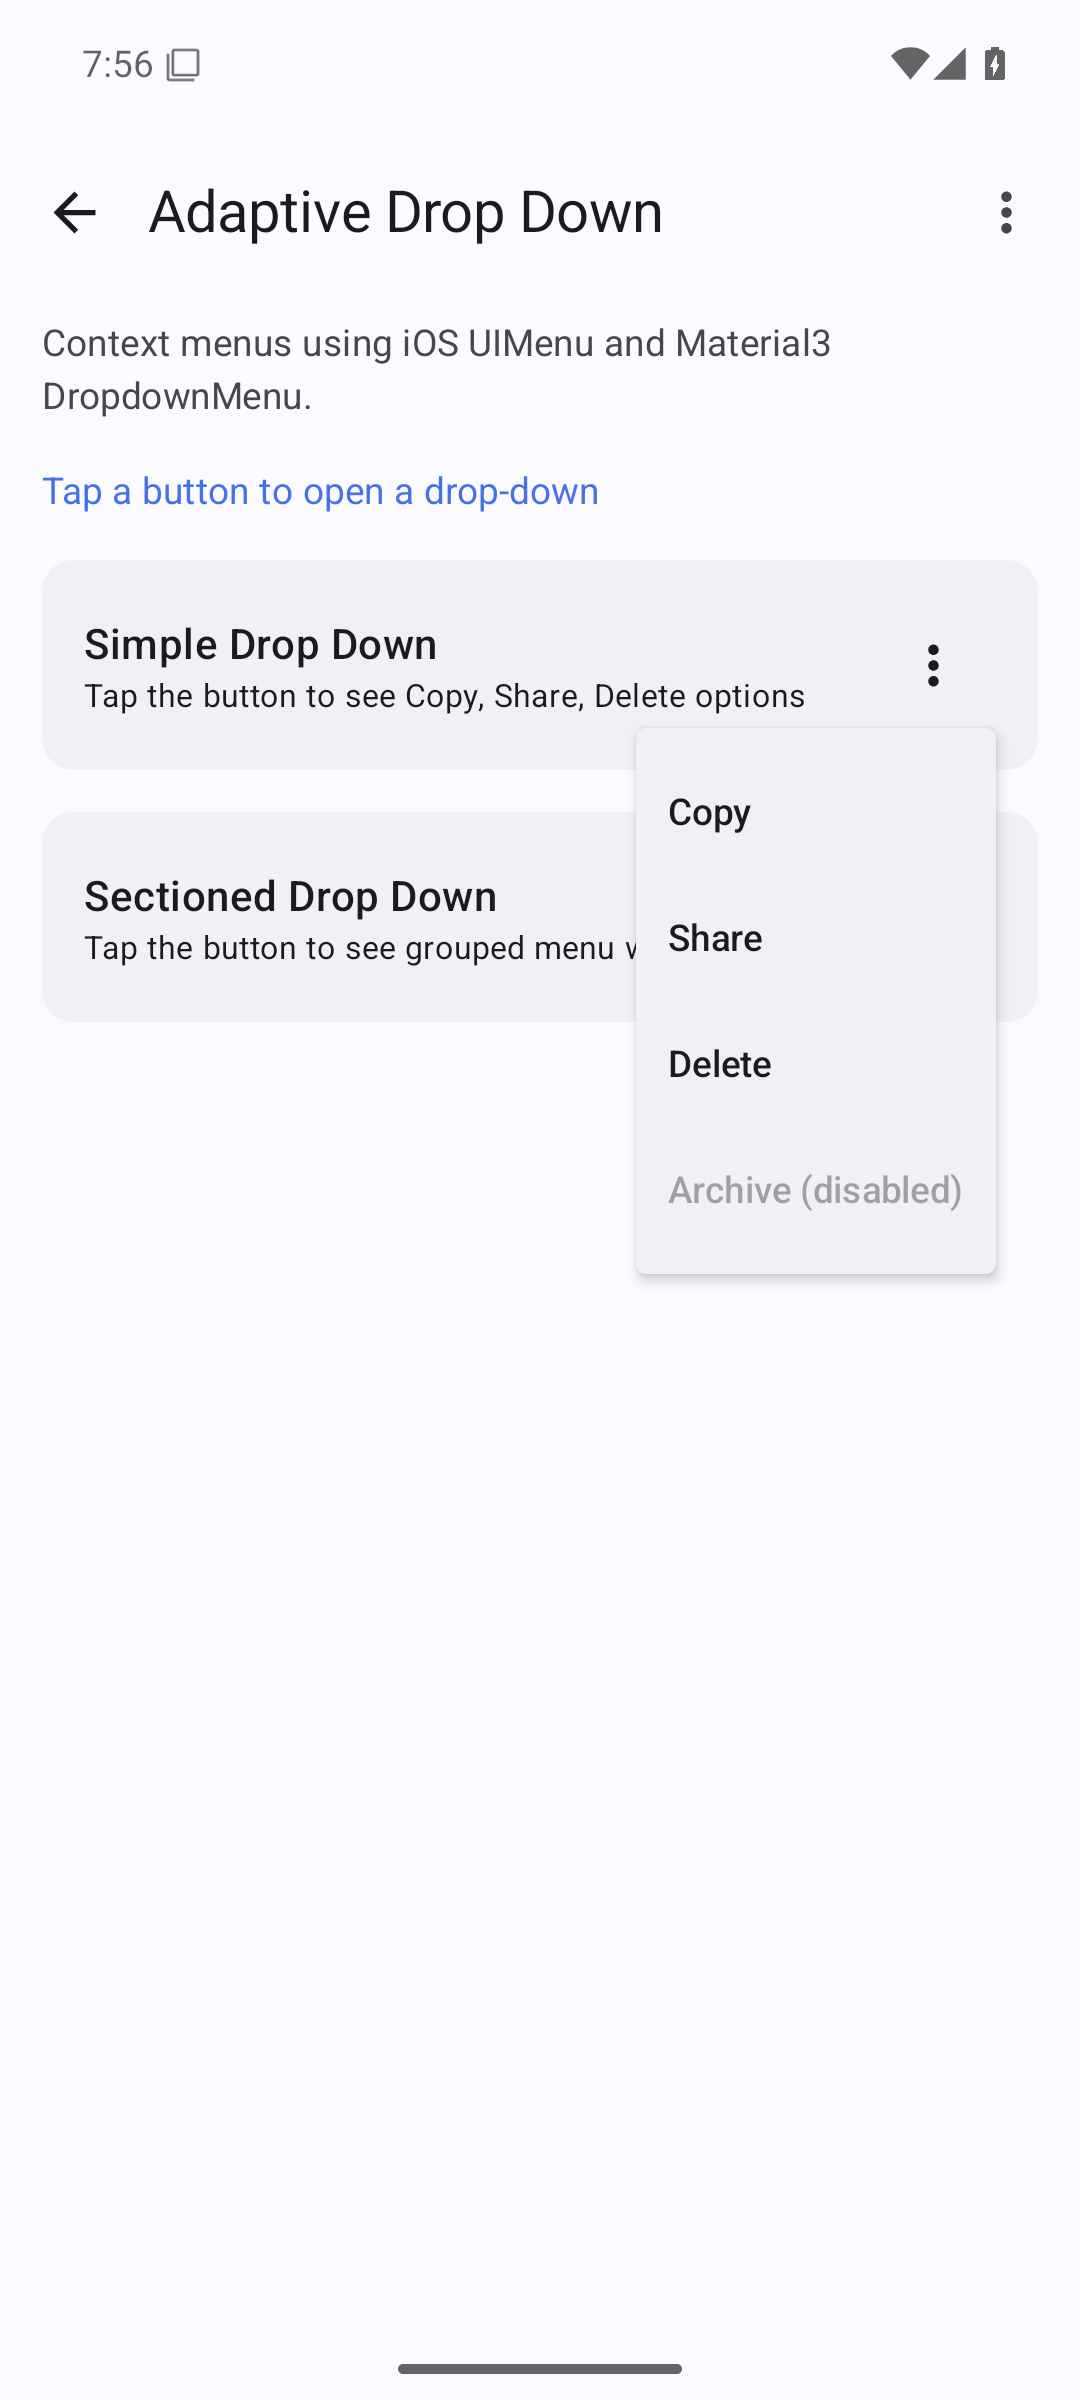 7:56
Adaptive Drop Down
Context menus using iOS UIMenu and Material3
DropdownMenu.
Tap a button to open a drop-down
Simple Drop Down
Tap the button to see Copy, Share, Delete options
Sectioned Drop Down
Tap the button to see grouped menu
Copy
Share
Delete
Archive (disabled)